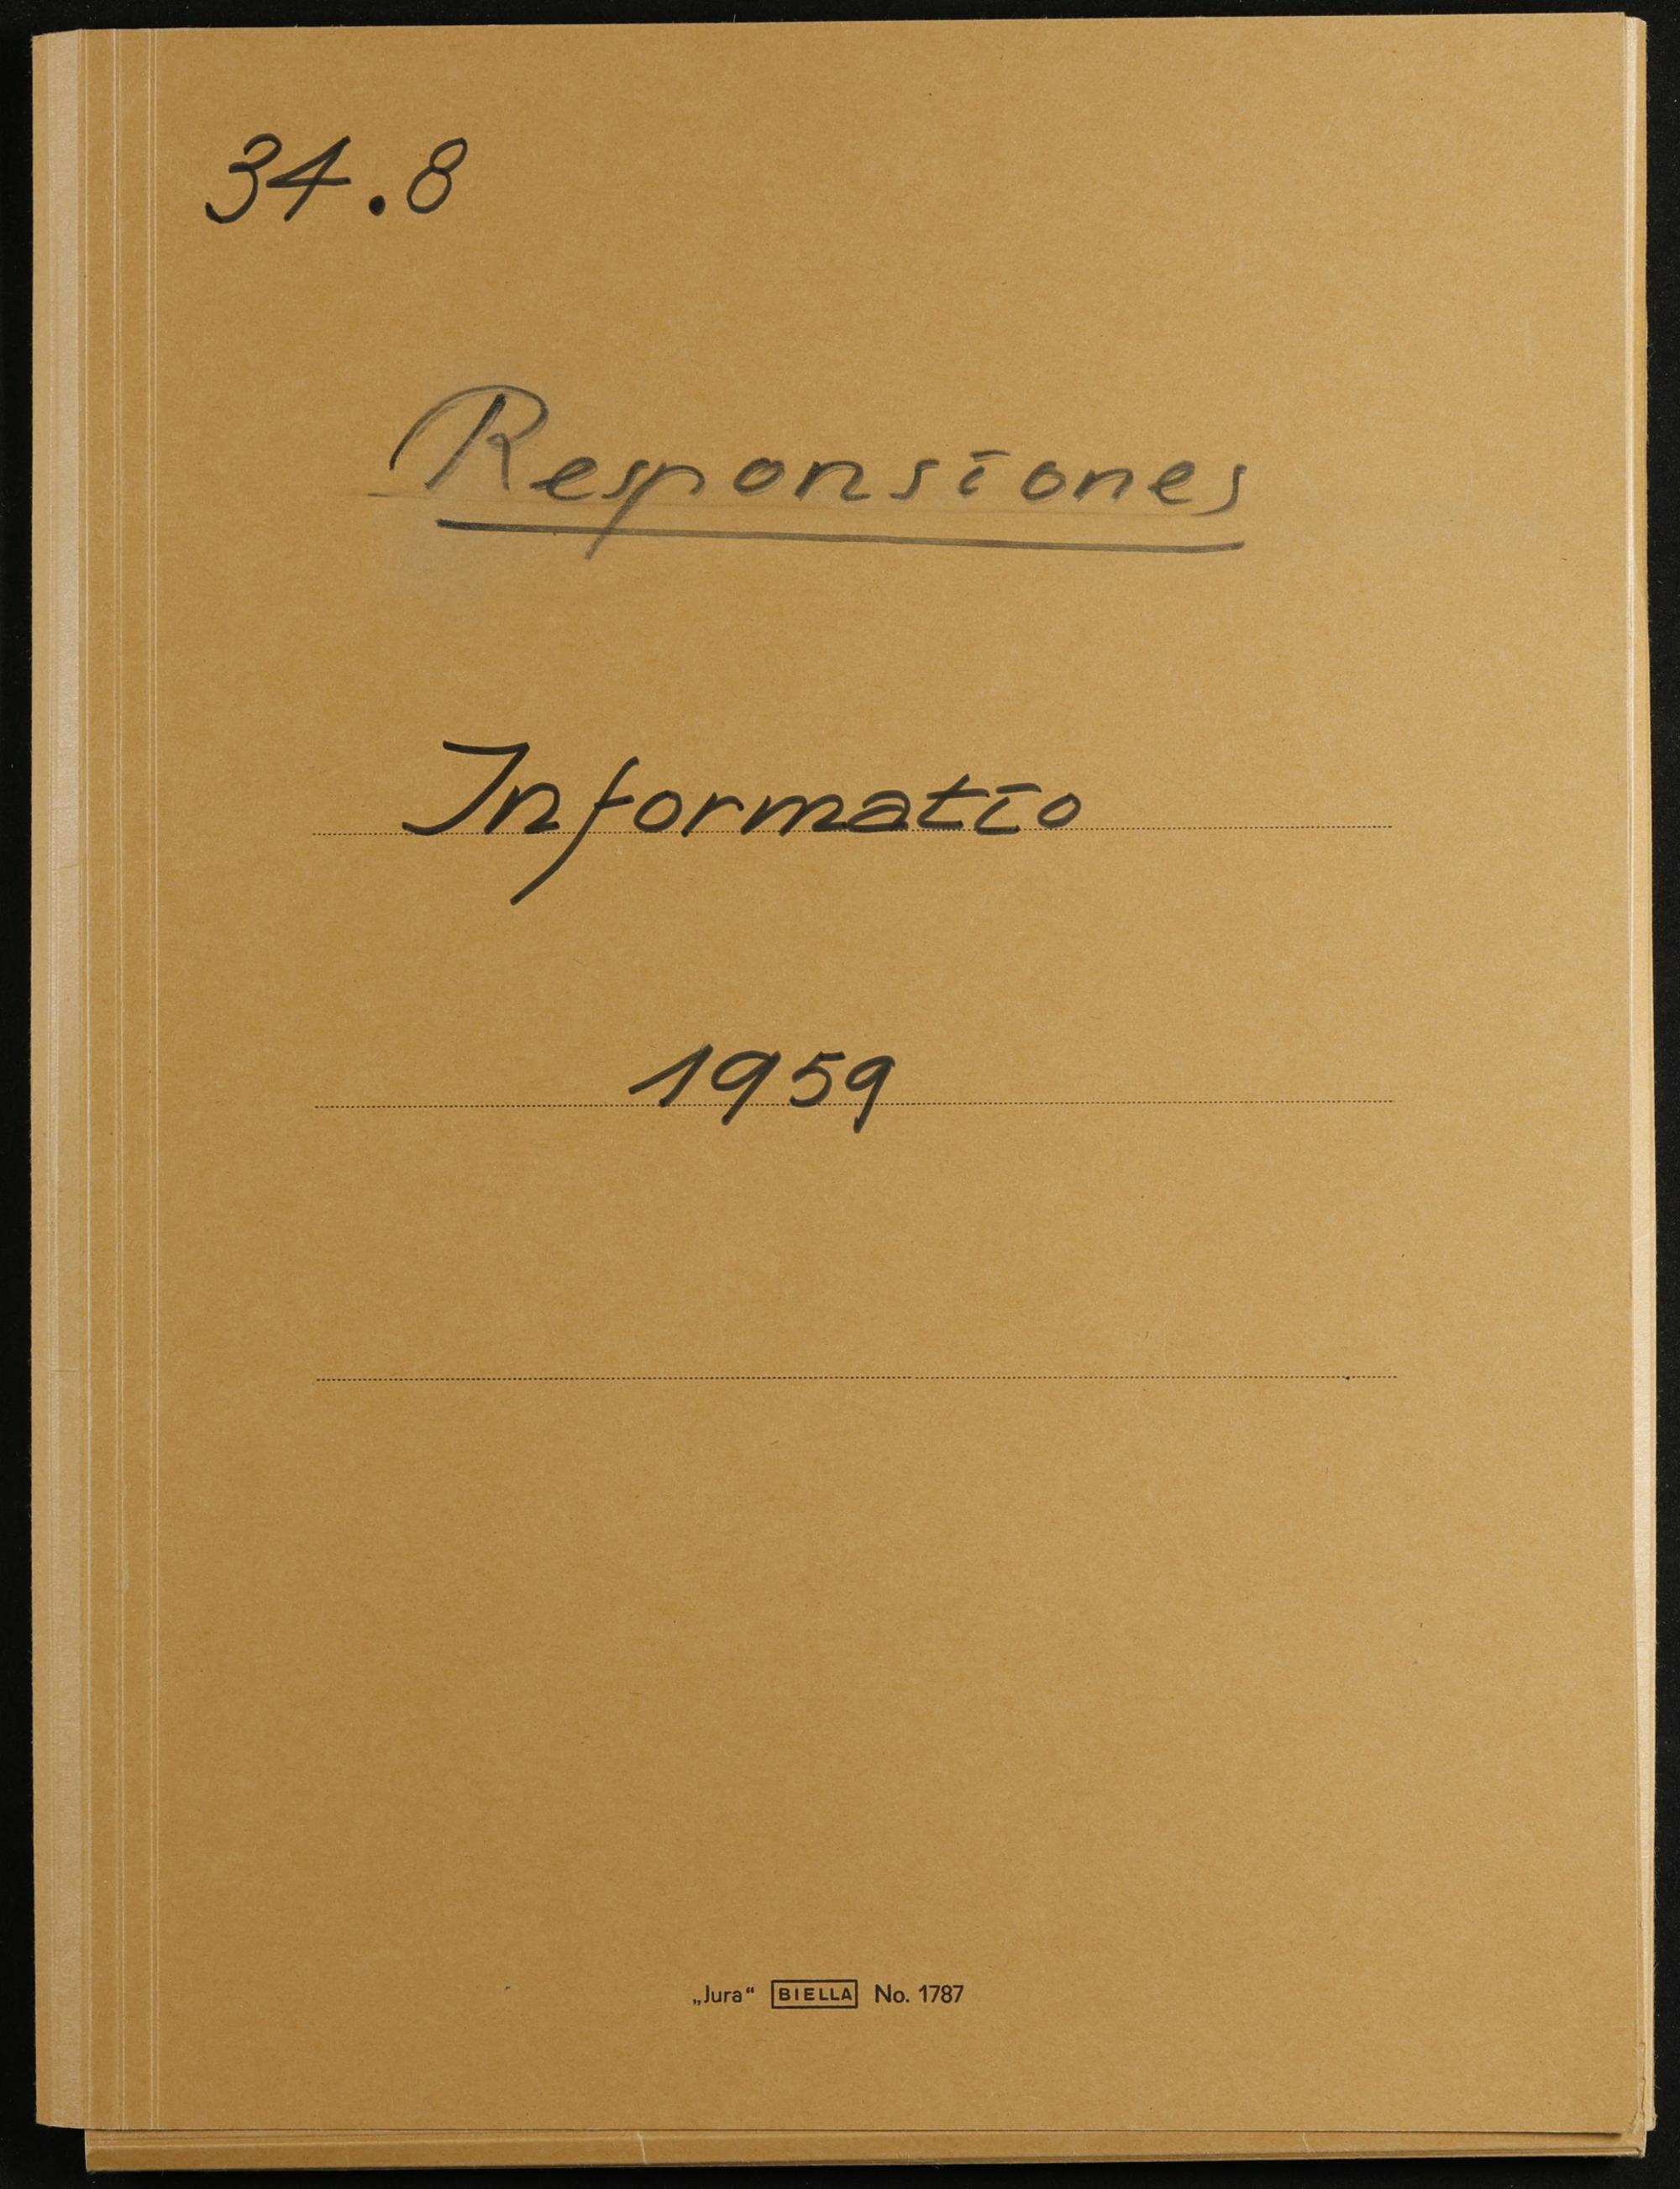 34.8
Responsiones
Informatio
1959
„Jura“ BIELLA No. 1787